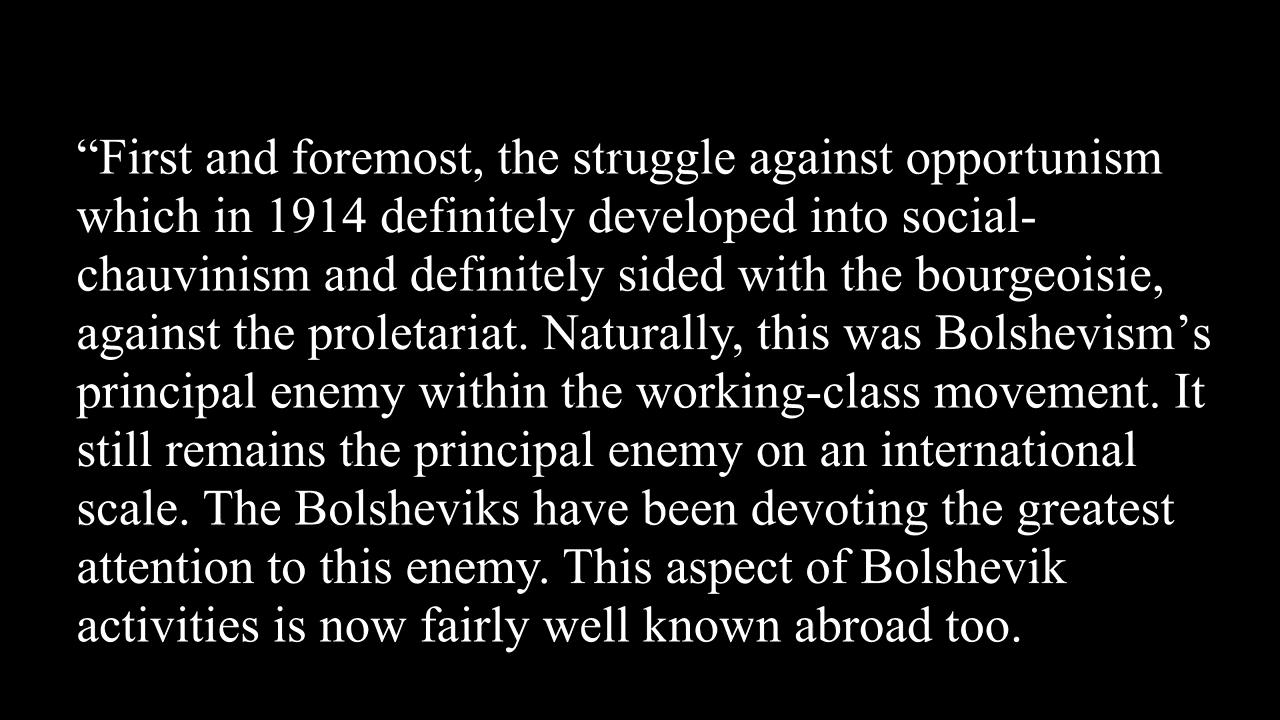 “First and foremost, the struggle against opportunism
which in 1914 definitely developed into social-
chauvinism and definitely sided with the bourgeoisie,
against the proletariat. Naturally, this was Bolshevism’s
principal enemy within the working-class movement. It
still remains the principal enemy on an international
scale. The Bolsheviks have been devoting the greatest
attention to this enemy. This aspect of Bolshevik
activities is now fairly well known abroad too.